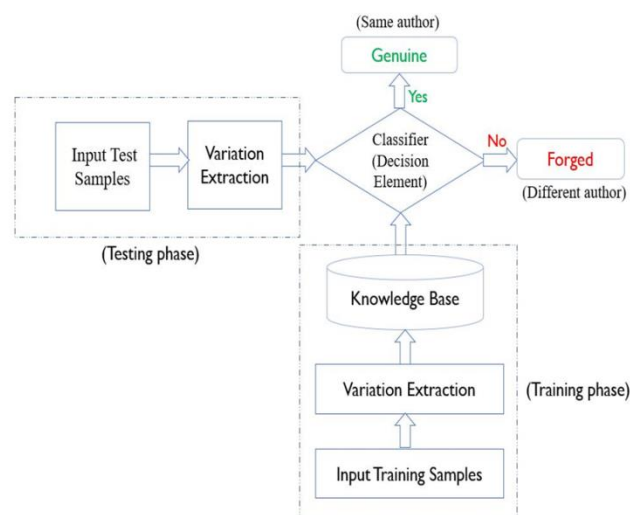 (Same author)
Genuine
Yes
Input Test
Samples
Variation
Extraction
Classifier
(Decision
Element)
No
Forged
(Different author)
(Testing phase)
Knowledge Base
Variation Extraction
(Training phase)
Input Training Samples